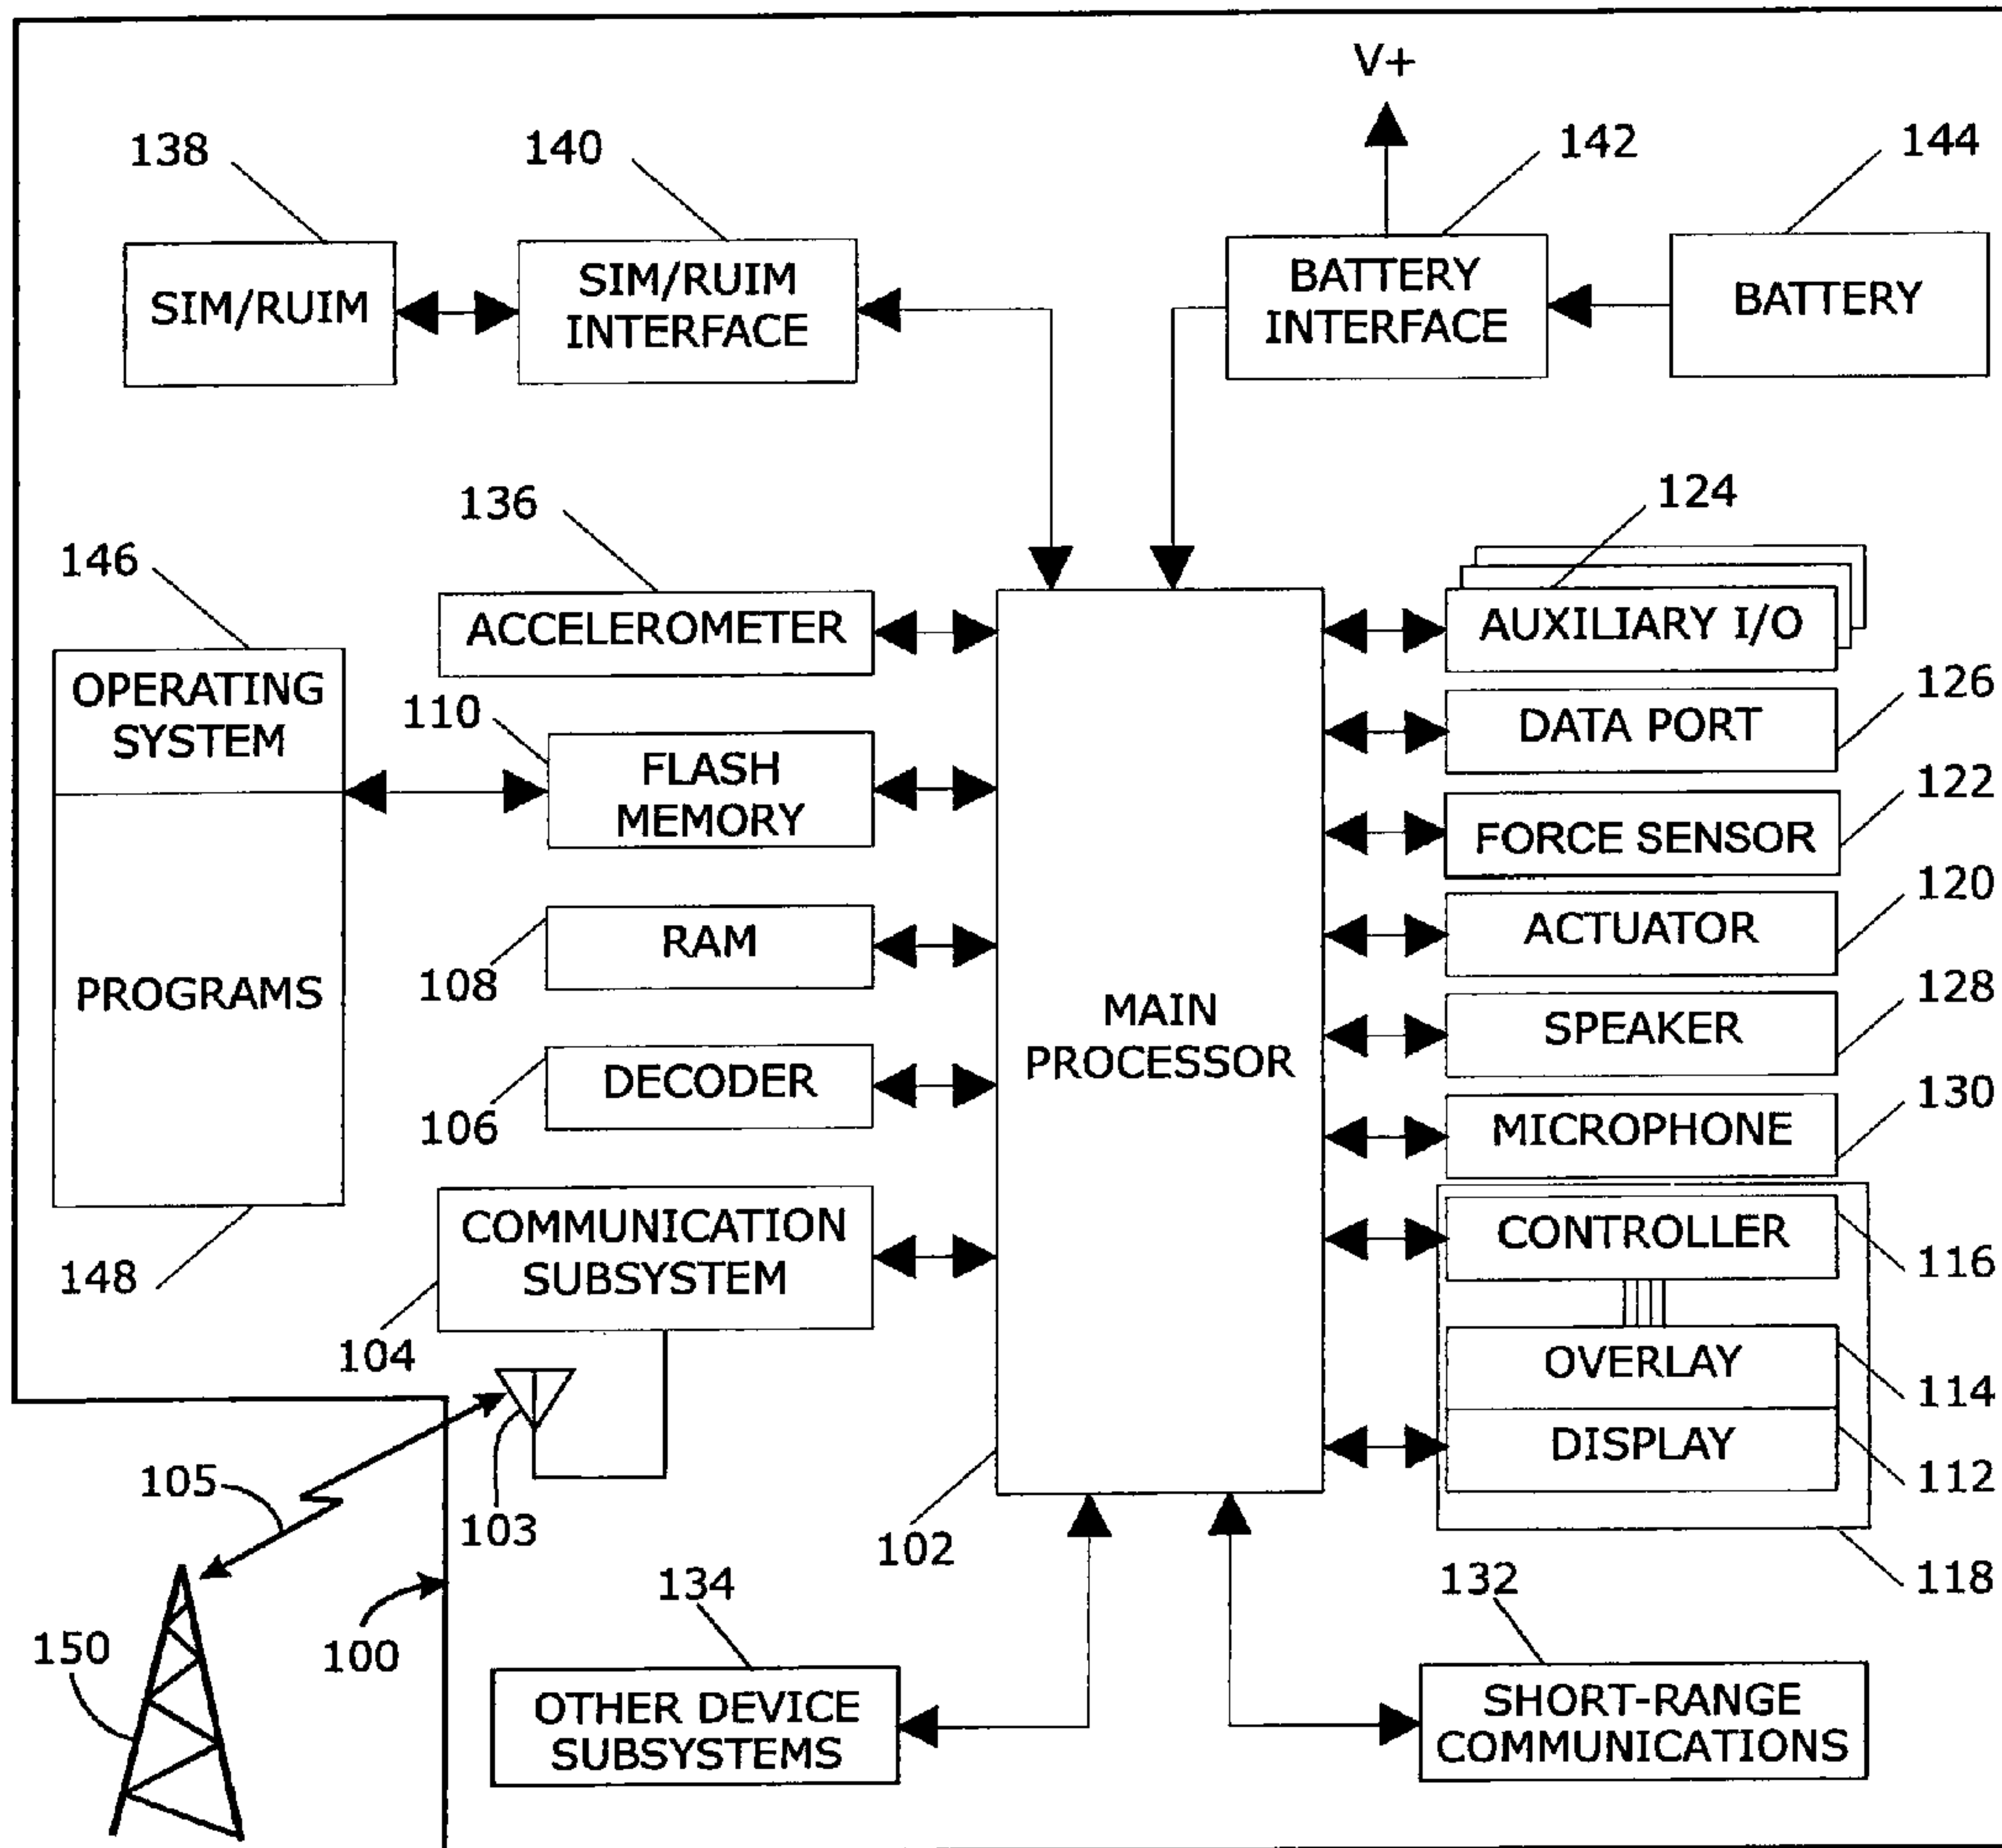 V+
138
140
142
144
SIM/RUIM
SIM/RUIM
INTERFACE
BATTERY
INTERFACE
BATTERY
136
124
146
ACCELEROMETER
AUXILIARY I/O
OPERATING
SYSTEM
110
FLASH
MEMORY
DATA PORT
126
122
FORCE SENSOR
120
RAM
108
ACTUATOR
PROGRAMS
128
MAIN
PROCESSOR
SPEAKER
DECODER
106
130
MICROPHONE
COMMUNICATION
SUBSYSTEM
CONTROLLER
116
148
104
OVERLAY
114
DISPLAY
112
105
103
102
118
134
132
150
100
OTHER DEVICE
SUBSYSTEMS
SHORT-RANGE
COMMUNICATIONS